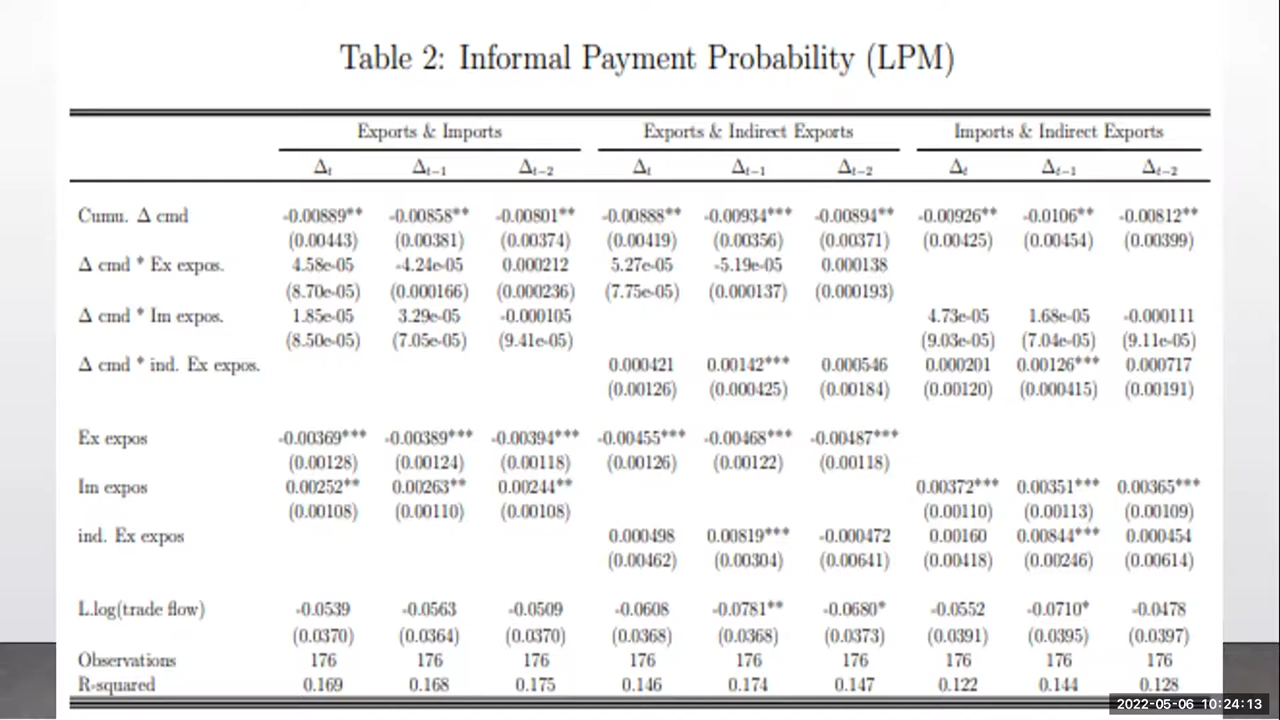 Table 2: Informal Payment Probability (LPM)
Exports & Imports Exports & Indirect Exports Imports & Indirect Exports
Δt Δt−1 Δt−2 Δt Δt−1 Δt−2 Δt Δt−1 Δt−2
Cumu. Δ cmd -0.00889** -0.00858** -0.00801** -0.00888** -0.00934*** -0.00894** -0.00926** -0.0106** -0.00812**
(0.00443) (0.00381) (0.00374) (0.00419) (0.00356) (0.00371) (0.00425) (0.00454) (0.00399)
Δ cmd * Ex expos. 4.58e-05 -4.24e-05 0.000212 5.27e-05 -5.19e-05 0.000138
(8.70e-05) (0.000166) (0.000236) (7.75e-05) (0.000137) (0.000193)
Δ cmd * Im expos. 1.85e-05 3.29e-05 -0.000105 4.73e-05 1.68e-05 -0.000111
(8.50e-05) (7.05e-05) (9.41e-05) (9.03e-05) (7.04e-05) (9.11e-05)
Δ cmd * ind. Ex expos. 0.000421 0.00142*** 0.000546 0.000201 0.00126*** 0.000717
(0.00126) (0.000425) (0.00184) (0.00120) (0.000415) (0.00191)
Ex expos -0.00369*** -0.00389*** -0.00394*** -0.00455*** -0.00468*** -0.00487***
(0.00128) (0.00124) (0.00118) (0.00126) (0.00122) (0.00118)
Im expos 0.00252** 0.00263** 0.00244** 0.00372*** 0.00351*** 0.00365***
(0.00108) (0.00110) (0.00108) (0.00110) (0.00113) (0.00109)
ind. Ex expos 0.000498 0.00819*** -0.000472 0.00160 0.00844*** 0.000454
(0.00462) (0.00304) (0.00641) (0.00418) (0.00246) (0.00614)
L.log(trade flow) -0.0539 -0.0563 -0.0509 -0.0608 -0.0781** -0.0680* -0.0552 -0.0710* -0.0478
(0.0370) (0.0364) (0.0370) (0.0368) (0.0368) (0.0373) (0.0391) (0.0395) (0.0397)
Observations 176 176 176 176 176 176 176 176 176
R-squared 0.169 0.168 0.175 0.146 0.174 0.147 0.122 0.144 0.128
2022-05-06 10:24:13